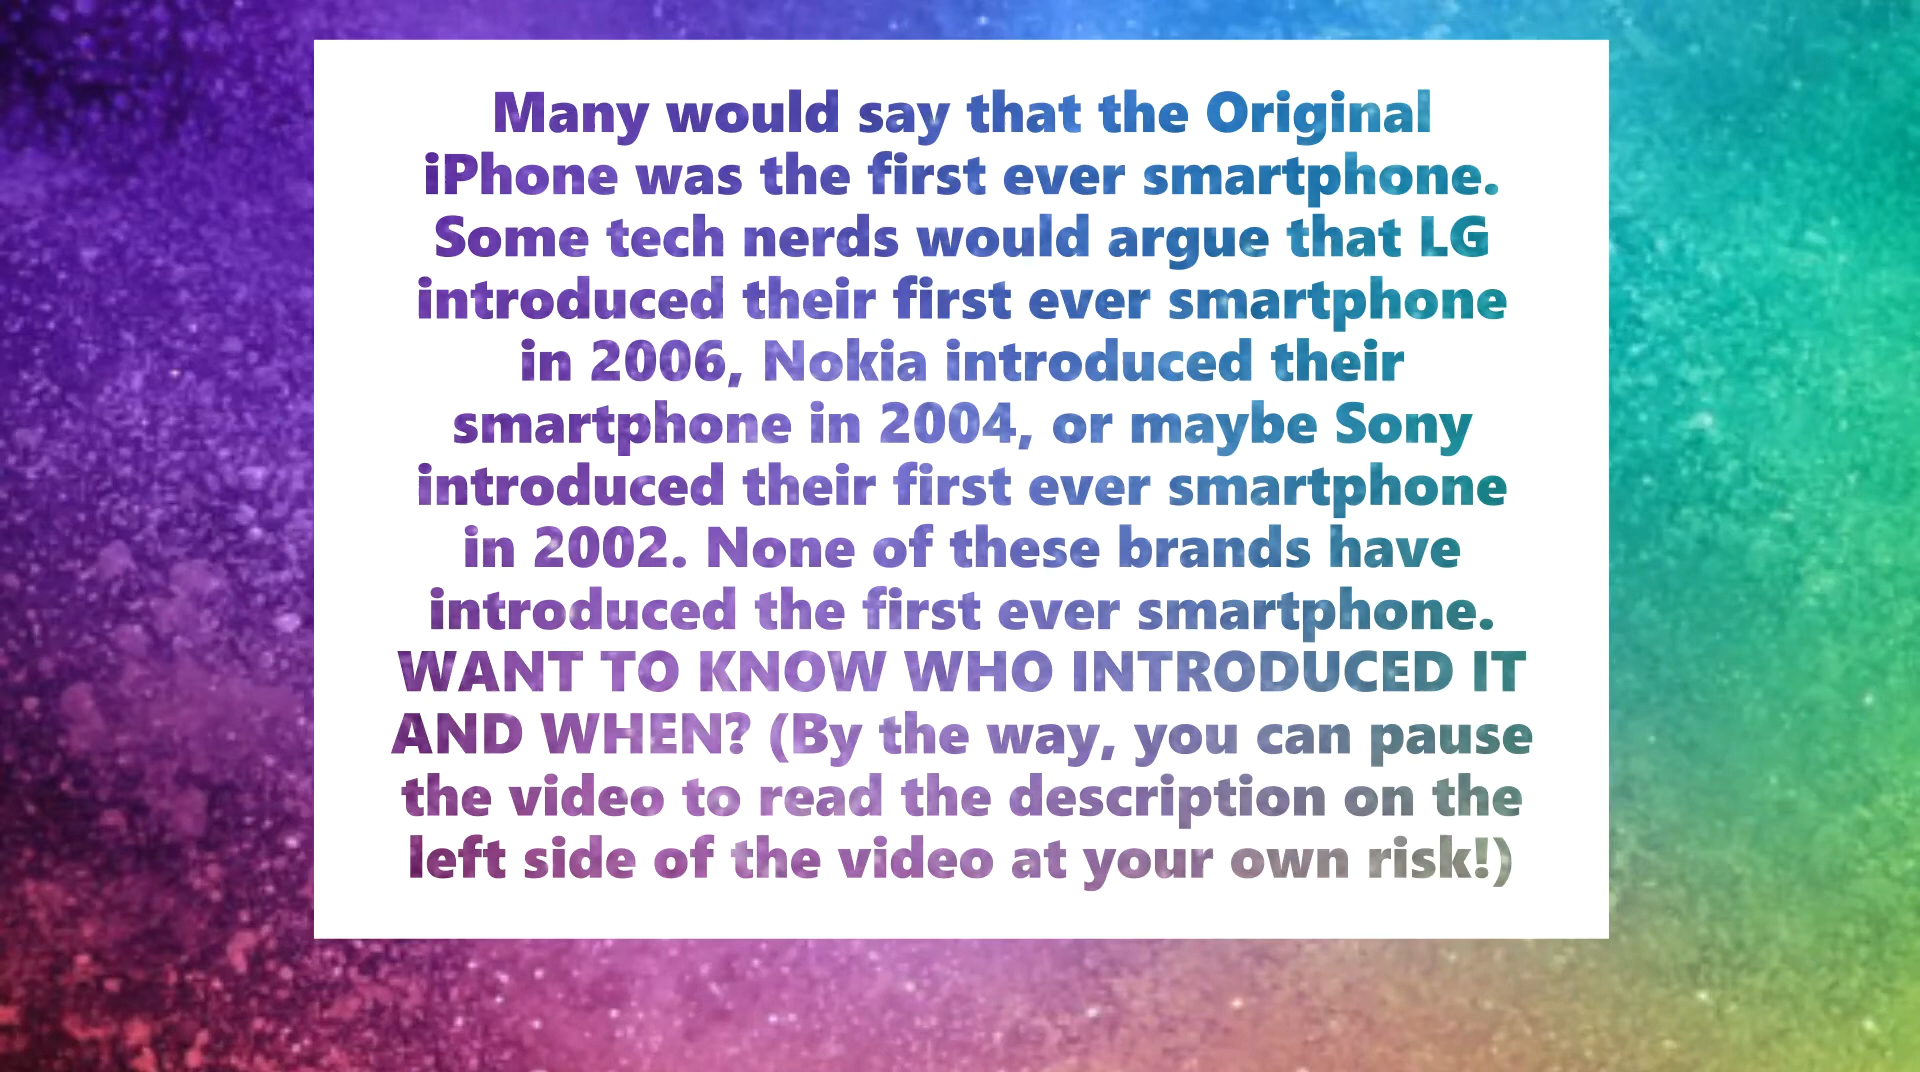 Many would say that the Original
iPhone was the first ever smartphone.
Some tech nerds would argue that LG
introduced their first ever smartphone
in 2006, Nokia introduced their
smartphone in 2004, or maybe Sony
introduced their first ever smartphone
in 2002. None of these brands have
introduced the first ever smartphone.
WANT TO KNOW WHO INTRODUCED IT
AND WHEN? (By the way, you can pause
the video to read the description on the
left side of the video at your own risk!)